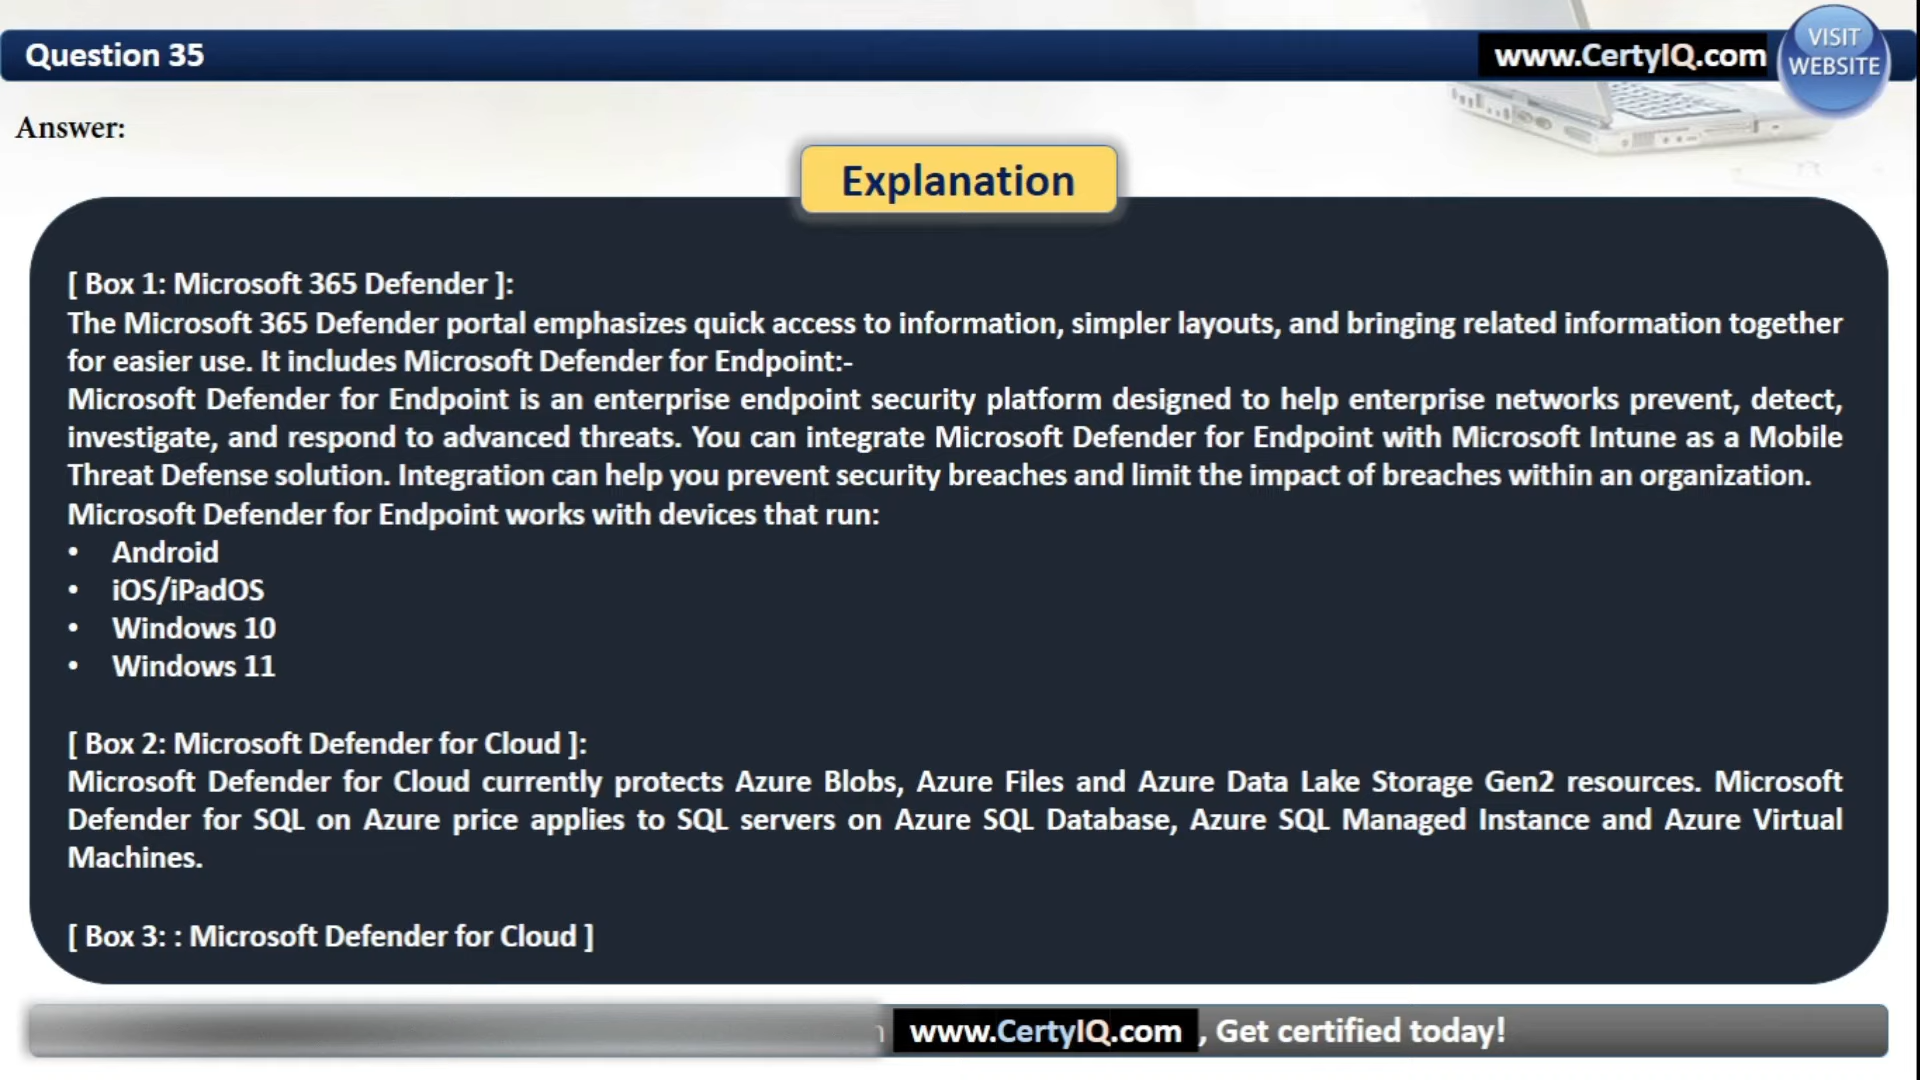 Question 35
www.CertyIQ.com
VISIT
WEBSITE
Answer:
Explanation
[ Box 1: Microsoft 365 Defender ]:
The Microsoft 365 Defender portal emphasizes quick access to information, simpler layouts, and bringing related information together
for easier use. It includes Microsoft Defender for Endpoint:-
Microsoft Defender for Endpoint is an enterprise endpoint security platform designed to help enterprise networks prevent, detect,
investigate, and respond to advanced threats. You can integrate Microsoft Defender for Endpoint with Microsoft Intune as a Mobile
Threat Defense solution. Integration can help you prevent security breaches and limit the impact of breaches within an organization.
Microsoft Defender for Endpoint works with devices that run:
• Android
• iOS/iPadOS
• Windows 10
• Windows 11
[ Box 2: Microsoft Defender for Cloud ]:
Microsoft Defender for Cloud currently protects Azure Blobs, Azure Files and Azure Data Lake Storage Gen2 resources. Microsoft
Defender for SQL on Azure price applies to SQL servers on Azure SQL Database, Azure SQL Managed Instance and Azure Virtual
Machines.
[ Box 3: : Microsoft Defender for Cloud ]
www.CertyIQ.com , Get certified today!